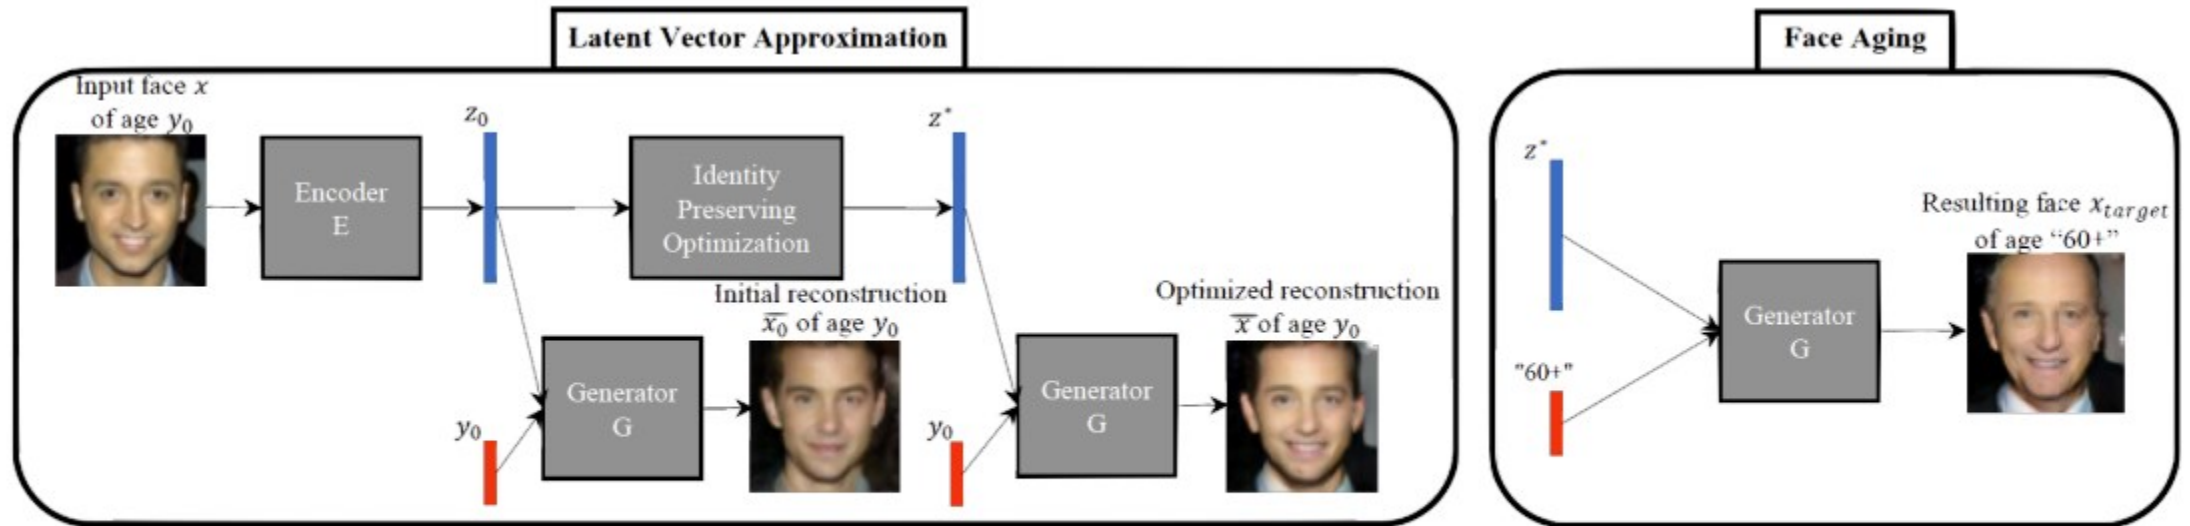 Latent Vector Approximation
Input face x
of age y₀
Encoder
E
z₀
Identity
Preserving
Optimization
z*
Initial reconstruction
x̅₀ of age y₀
y₀
Generator
G
Optimized reconstruction
x̅ of age y₀
y₀
Generator
G
Face Aging
z*
"60+"
Generator
G
Resulting face x_target
of age “60+”